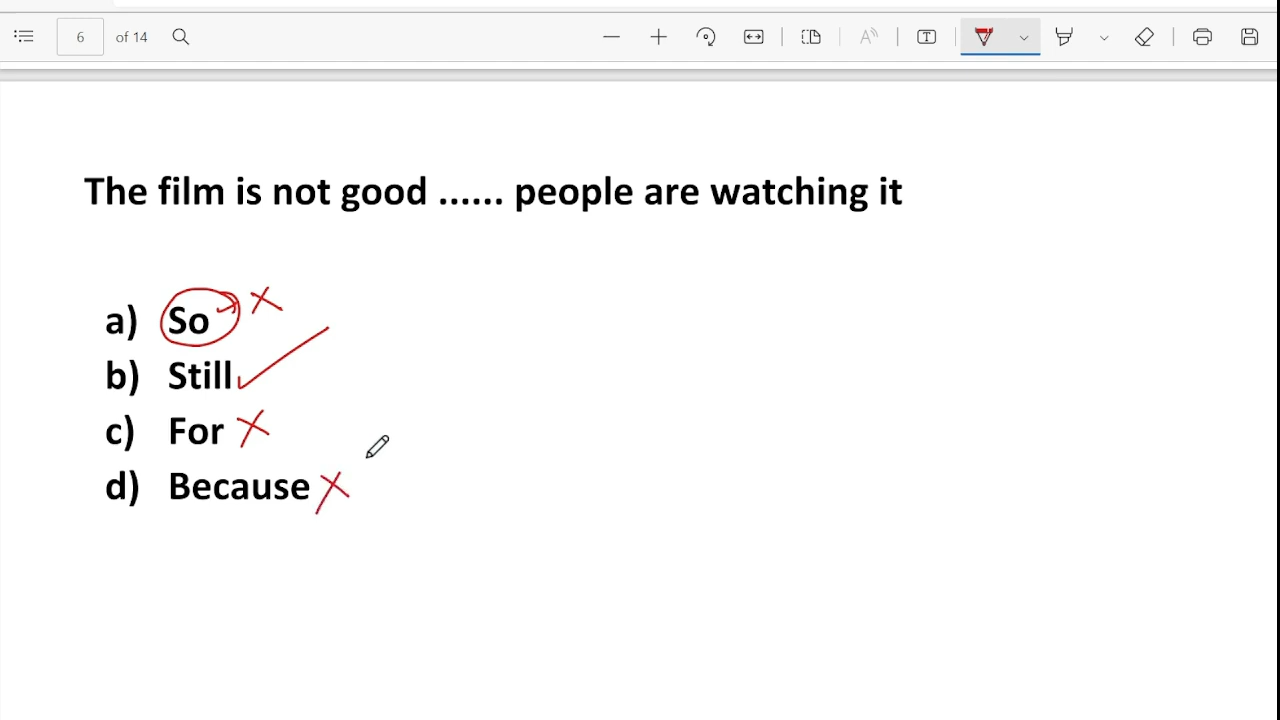 6 of 14
The film is not good ...... people are watching it
a) So
b) Still
c) For
d) Because